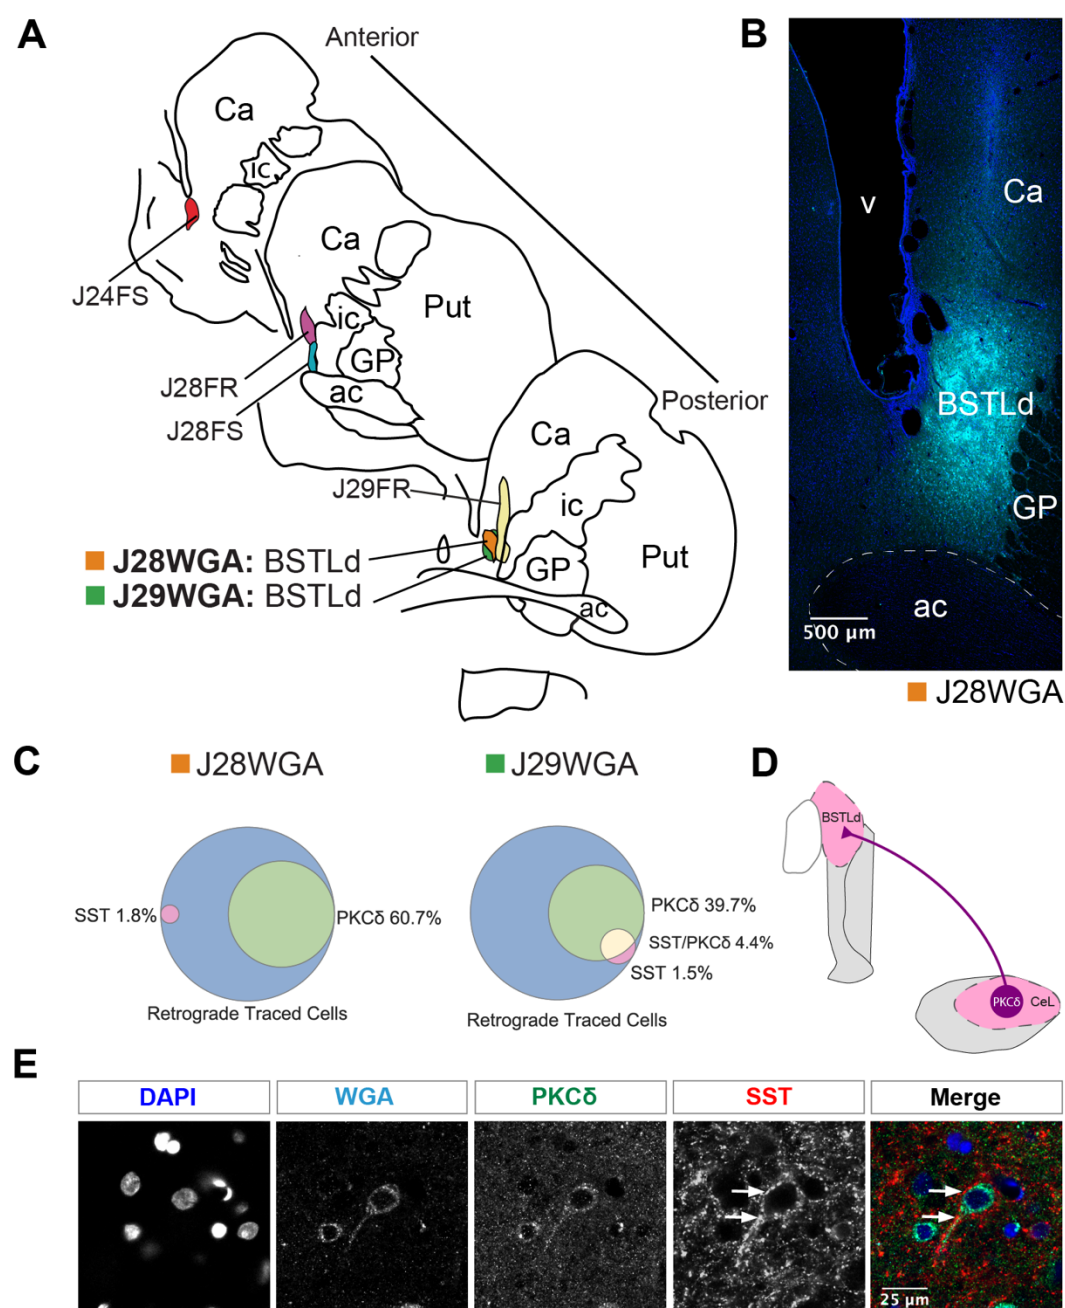 A
Anterior
Ca
ic
J24FS
Ca
Put
ic
GP
J28FR
ac
J28FS
Posterior
Ca
J29FR
ic
J28WGA: BSTLd
J29WGA: BSTLd
GP
Put
ac
B
v
Ca
BSTLd
GP
ac
500 µm
J28WGA
C
J28WGA
J29WGA
SST 1.8%
PKCδ 60.7%
Retrograde Traced Cells
PKCδ 39.7%
SST/PKCδ 4.4%
SST 1.5%
Retrograde Traced Cells
D
BSTLd
PKCδ
CeL
E
DAPI
WGA
PKCδ
SST
Merge
25 µm